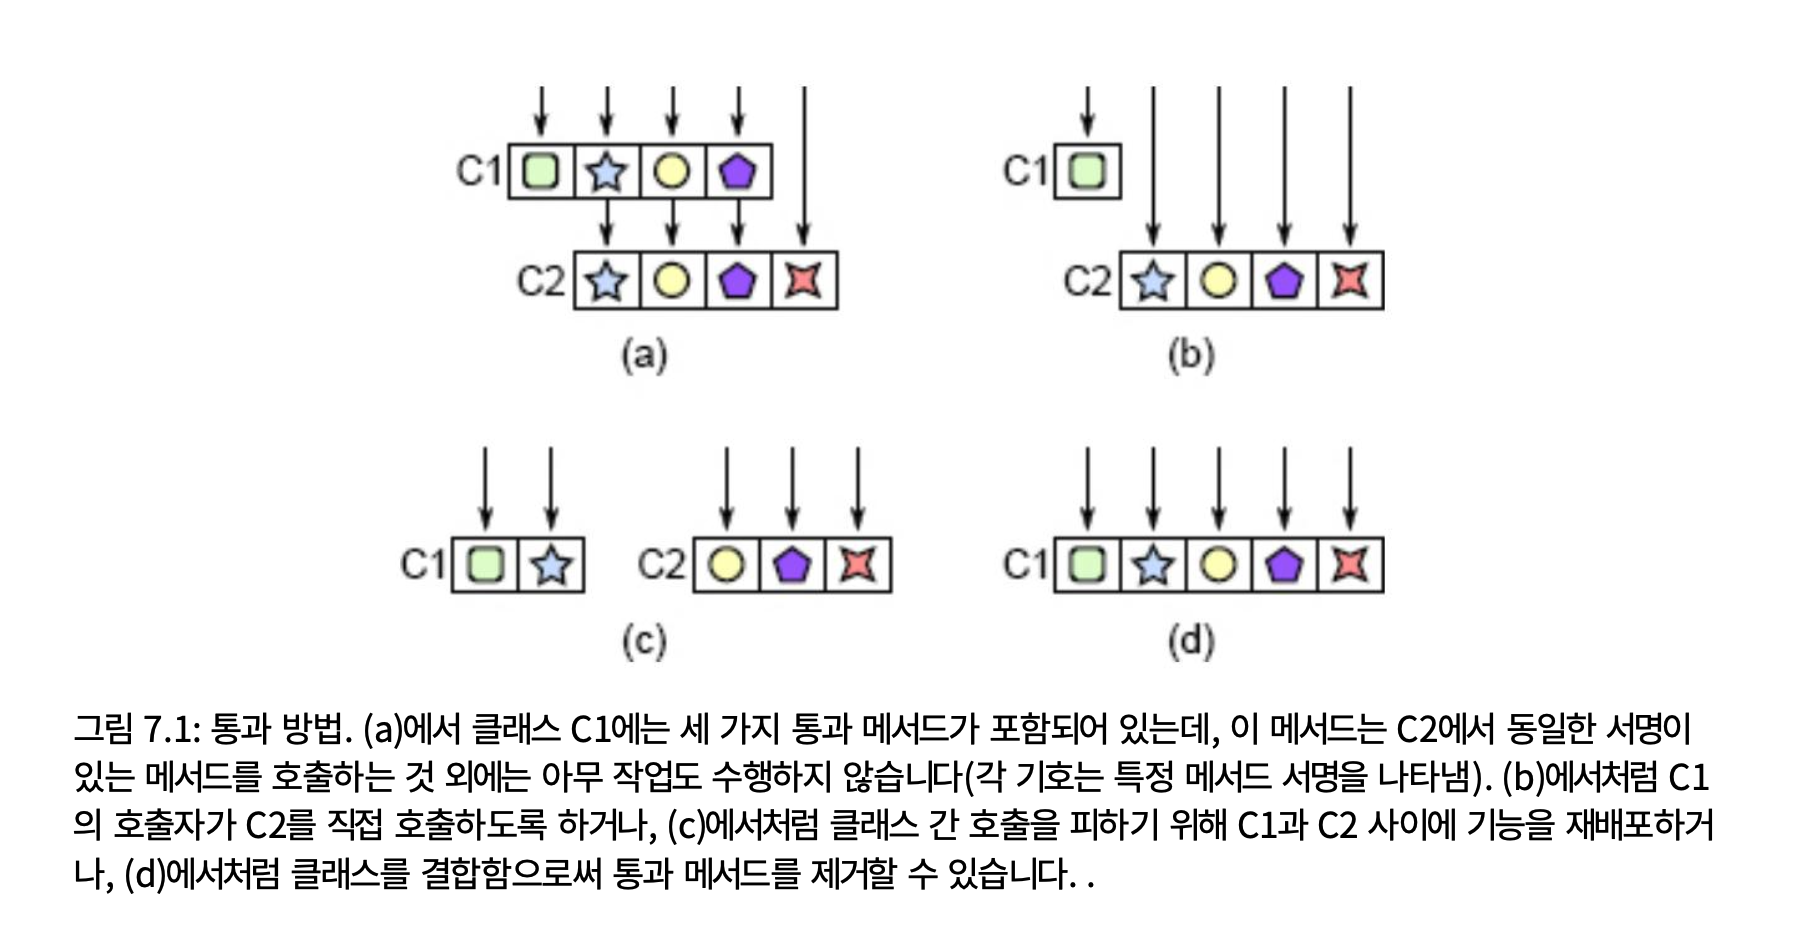 C1
C2
(a)
C1
C2
(b)
C1
C2
(c)
C1
(d)
그림 7.1: 통과 방법. (a)에서 클래스 C1에는 세 가지 통과 메서드가 포함되어 있는데, 이 메서드는 C2에서 동일한 서명이
있는 메서드를 호출하는 것 외에는 아무 작업도 수행하지 않습니다(각 기호는 특정 메서드 서명을 나타냄). (b)에서처럼 C1
의 호출자가 C2를 직접 호출하도록 하거나, (c)에서처럼 클래스 간 호출을 피하기 위해 C1과 C2 사이에 기능을 재배포하거
나, (d)에서처럼 클래스를 결합함으로써 통과 메서드를 제거할 수 있습니다. .